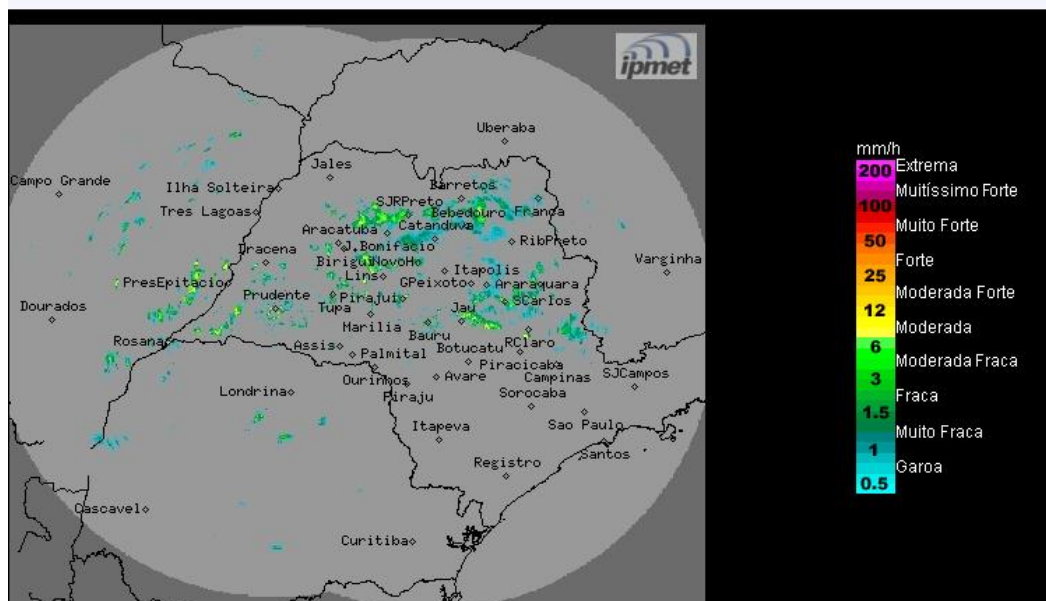 ipmet
Uberaba
Jales
Campo Grande
Ilha Solteira
Barretos
SJRPreto
Tres Lagoas
Bebedouro
Franca
Aracatuba
Catanduva
Dracena
J.Bonifacio
RibPreto
BiriguiNovoHo
Varginha
PresEpitacio
Lins
Itapolis
GPeixoto
Araraquara
Prudente
Pirajui
SCarlos
Dourados
Tupa
Jau
Marilia
Bauru
Rosana
Assis
Botucatu
RClaro
Palmital
Piracicaba
Ourinhos
Avare
Campinas
SJCampos
Londrina
Piraju
Sorocaba
Itapeva
Sao Paulo
Santos
Registro
Cascavel
Curitiba
mm/h
200 Extrema
Muitíssimo Forte
100
Muito Forte
50
Forte
25
Moderada Forte
12
Moderada
6
Moderada Fraca
3
Fraca
1.5
Muito Fraca
1
Garoa
0.5